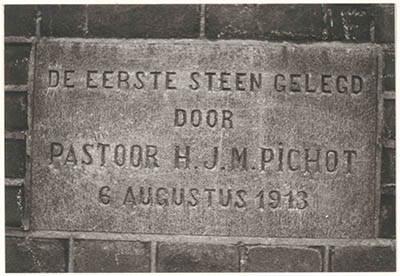 DE EERSTE STEEN GELEGD
DOOR
PASTOOR H.J.M. PICHOT
6 AUGUSTUS 1913